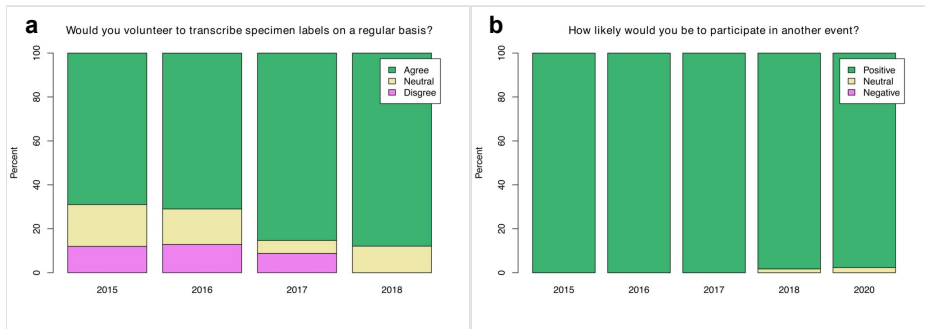 a
Would you volunteer to transcribe specimen labels on a regular basis?
Percent
100
80
60
40
20
0
Agree
Neutral
Disgree
2015 2016 2017 2018
b
How likely would you be to participate in another event?
Percent
100
80
60
40
20
0
Positive
Neutral
Negative
2015 2016 2017 2018 2020